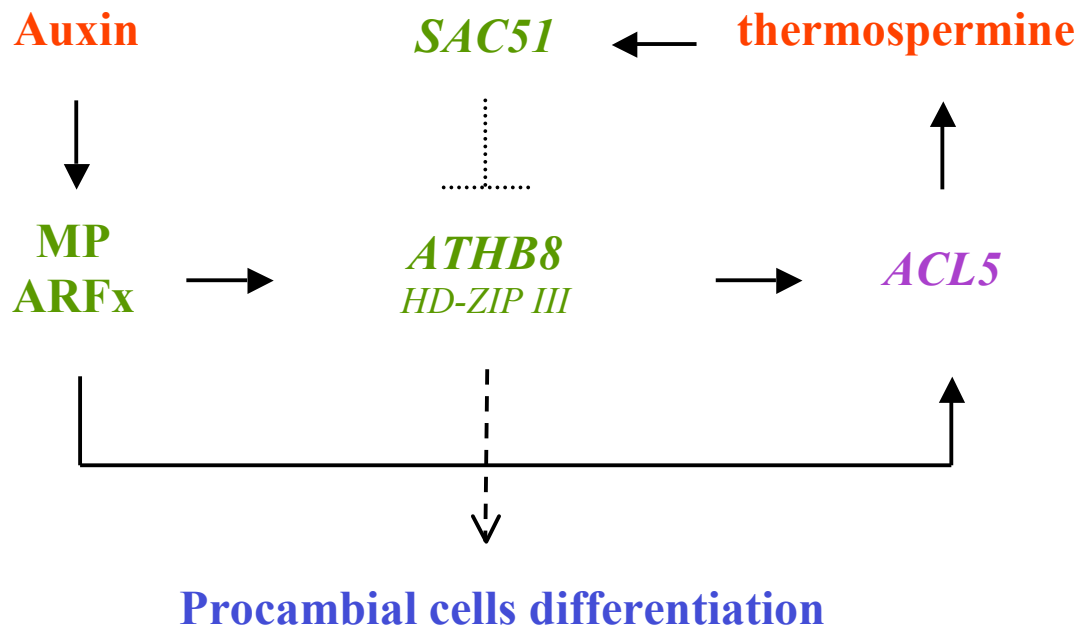 Auxin
SAC51
thermospermine
MP
ARFx
ATHB8
HD-ZIP III
ACL5
Procambial cells differentiation